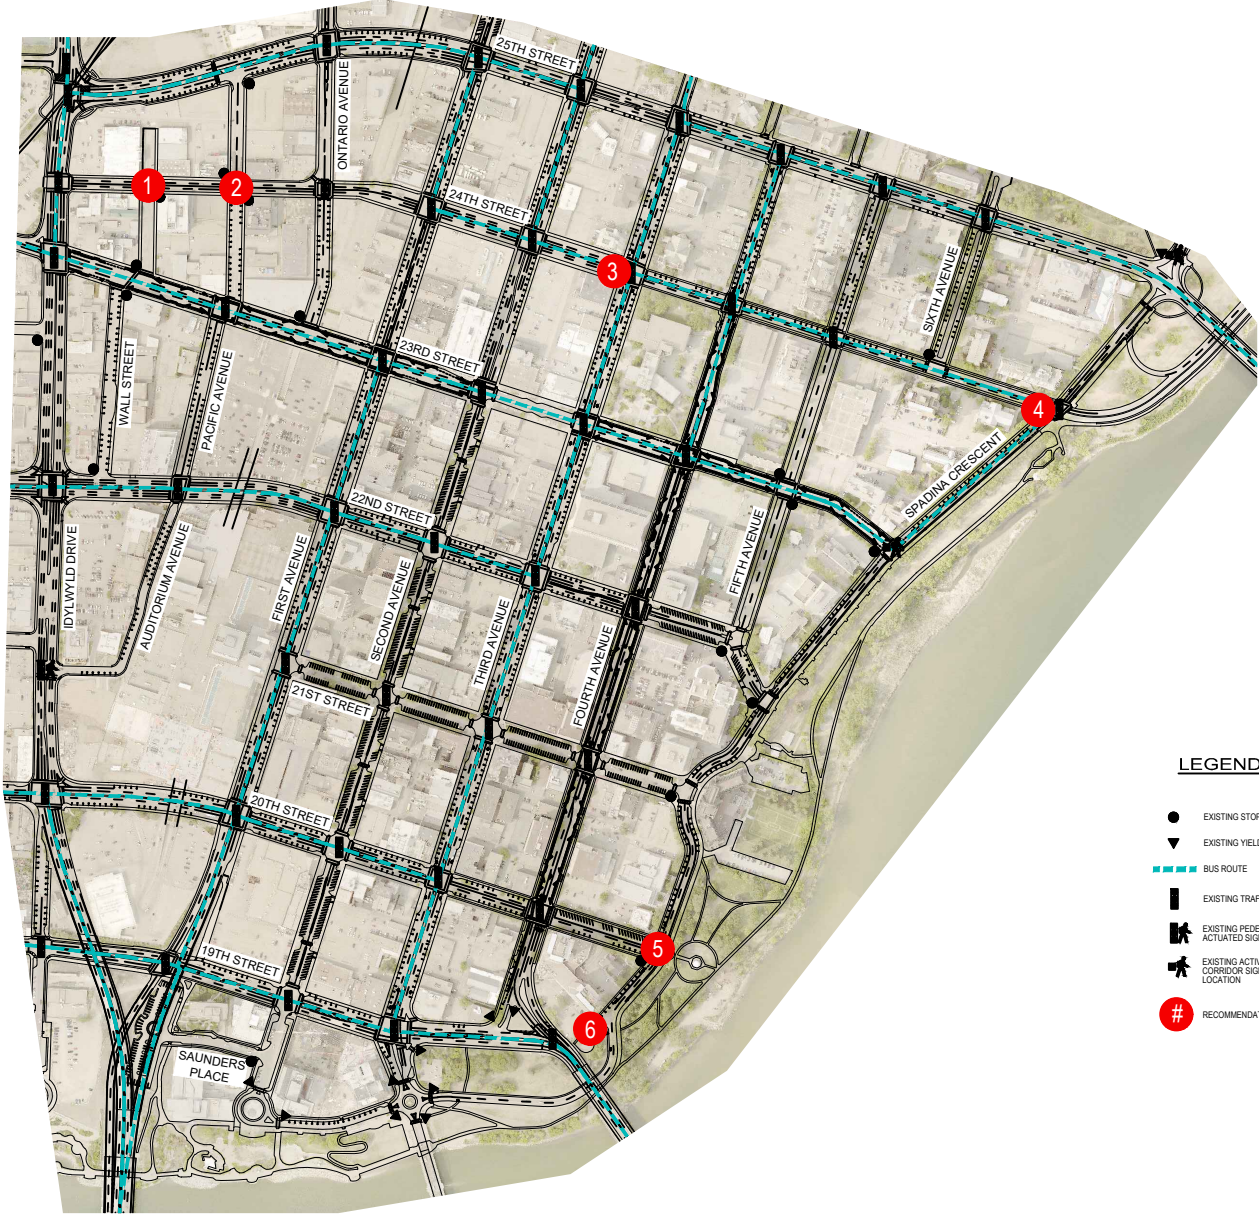 25TH STREET
ONTARIO AVENUE
1
2
24TH STREET
3
SIXTH AVENUE
WALL STREET
PACIFIC AVENUE
23RD STREET
4
SPADINA CRESCENT
22ND STREET
IDYLWYLD DRIVE
AUDITORIUM AVENUE
FIRST AVENUE
SECOND AVENUE
THIRD AVENUE
FOURTH AVENUE
FIFTH AVENUE
21ST STREET
20TH STREET
5
19TH STREET
6
SAUNDERS
PLACE
LEGEND
EXISTING STOP
EXISTING YIELD
BUS ROUTE
EXISTING TRAF
EXISTING PEDE
ACTUATED SIG
EXISTING ACTIV
CORRIDOR SIG
LOCATION
#
RECOMMENDAT